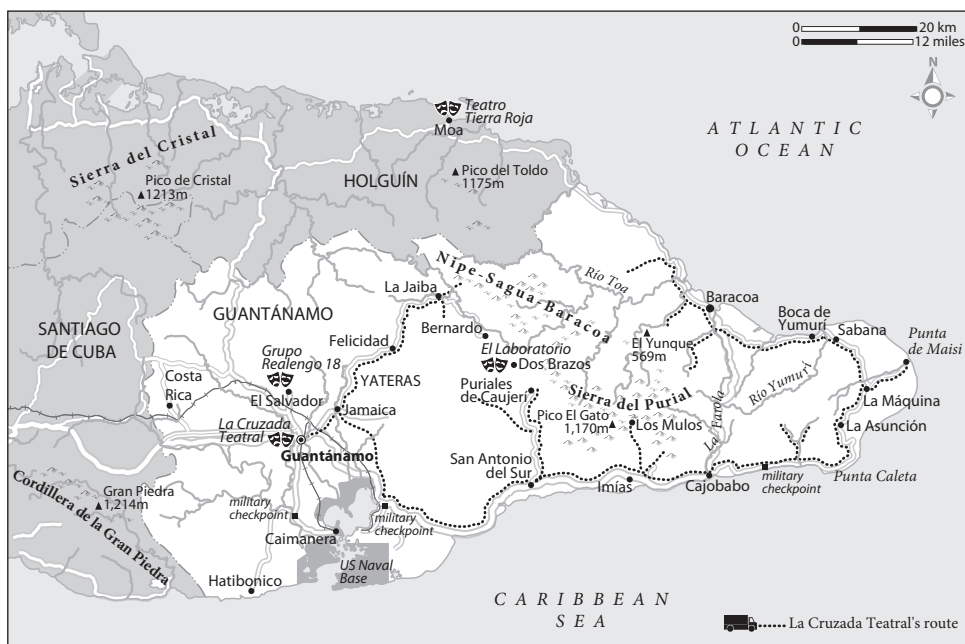 0 20 km
0 12 miles
N
Teatro
Tierra Roja
Moa
ATLANTIC
OCEAN
Sierra del Cristal
Pico de Cristal
1213m
HOLGUÍN
Pico del Toldo
1175m
Nipe-Sagua-Baracoa
Río Toa
La Jaiba
Baracoa
GUANTÁNAMO
Bernardo
Boca de
Yumurí
Sabana
Punta
de Maisi
SANTIAGO
DE CUBA
Felicidad
El Yunque
569m
Grupo
Realengo 18
El Laboratorio
Dos Brazos
YATERAS
Costa
Rica
El Salvador
Puriales
de Caujerí
Sierra del Purial
Río Yumurí
La Máquina
Jamaica
Pico El Gato
1,170m
Los Mulos
La Farola
La Asunción
La Cruzada
Teatral
Guantánamo
San Antonio
del Sur
Imías
Cajobabo
military
checkpoint
Punta Caleta
Cordillera de la Gran Piedra
Gran Piedra
1,214m
military
checkpoint
military
checkpoint
Caimanera
US Naval
Base
Hatibonico
CARIBBEAN
SEA
La Cruzada Teatral's route